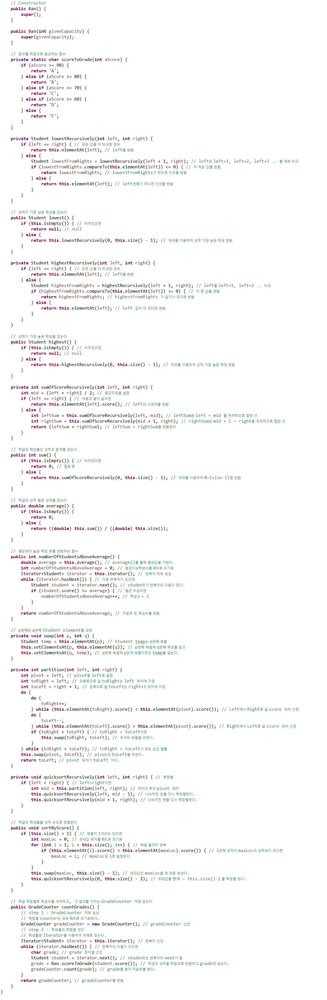 // Constructor
public Ban() {
super();
}
public Ban(int givenCapacity) {
super(givenCapacity);
}
// 점수를 학점으로 환산하는 함수
private static char scoreToGrade(int aScore) {
if (aScore >= 90) {
return 'A';
} else if (aScore >= 80) {
return 'B';
} else if (aScore >= 70) {
return 'C';
} else if (aScore >= 60) {
return 'D';
} else {
return 'F';
}
}
private Student lowestRecursively(int left, int right) {
if (left == right) { // 모든 값을 다 비교한 경우
return this.elementAt(left); // left를 반환
} else {
Student lowestFromRights = lowestRecursively(left + 1, right); // left와 left+1, left+2, left+3 .. 를 계속 비교
if (lowestFromRights.compareTo(this.elementAt(left)) <= 0) { // 더 작은 값을 반환
return lowestFromRights; // lowestFromRights가 작으면 이것을 반환
} else {
return this.elementAt(left); // left번째가 작다면 이것을 반환
}
}
}
// 성적이 가장 낮은 학생을 얻는다
public Student lowest() {
if (this.isEmpty()) { // 비어있으면
return null; // null
} else {
return this.lowestRecursively(0, this.size() - 1); // 재귀를 이용하여 성적 가장 낮은 학생 반환
}
}
private Student highestRecursively(int left, int right) {
if (left == right) { // 모든 값을 다 비교한 경우
return this.elementAt(left); // left를 반환
} else {
Student highestFromRights = highestRecursively(left + 1, right); // left를 left+1, left+2 .. 비교
if (highestFromRights.compareTo(this.elementAt(left)) >= 0) { // 더 큰 값을 반환
return highestFromRights; // highestFromRights 가 같거나 크다면 반환
} else {
return this.elementAt(left); // left 값이 더 크다면 반환
}
}
}
// 성적이 가장 높은 학생을 얻는다
public Student highest() {
if (this.isEmpty()) { // 비어있으면
return null; // null
} else {
return this.highestRecursively(0, this.size() - 1); // 재귀를 이용하여 성적 가장 높은 학생 반환
}
}
private int sumOfScoreRecursively(int left, int right) {
int mid = (left + right) / 2; // 중간지점을 설정
if (left == right) { // 처음과 끝이 같으면
return this.elementAt(left).score(); // left의 스코어를 반환
} else {
int leftSum = this.sumOfScoreRecursively(left, mid); // leftSum은 left ~ mid 를 재귀적으로 합한 것
int rightSum = this.sumOfScoreRecursively(mid + 1, right); // rightSum은 mid + 1 ~ right를 재귀적으로 합한 것
return (leftSum + rightSum); // leftSum + rightSum을 반환한다
}
}
// 학급의 학생들의 성적의 합계를 얻는다
public int sum() {
if (this.isEmpty()) { // 비어있다면
return 0; // 합은 0
} else {
return this.sumOfScoreRecursively(0, this.size() - 1); // 재귀를 이용하여 0~(size-1)합 반환
}
}
// 학급의 성적 평균 성적을 얻는다
public double average() {
if (this.isEmpty()) {
return 0;
} else {
return ((double) this.sum()) / ((double) this.size());
}
}
// 평균보다 높은 학생 후를 반환하는 함수
public int numberOfStudentsAboveAverage() {
double average = this.average(); // average()를 통해 평균값을 구한다
int numberOfStudentsAboveAverage = 0; // 평균이상학생수를 0으로 초기화
Iterator<Student> iterator = this.iterator(); // 반복자 객체 생성
while (iterator.hasNext()) { // 다음 반복자가 있으면
Student student = iterator.next(); // student가 반복자의 다음이 된다.
if (student.score() >= average) { // 평균 이상이면
numberOfStudentsAboveAverage++; // 학생수 + 1
}
}
return numberOfStudentsAboveAverage; // 카운트 된 학생수를 반환
}
// p번째와 q번째 Student element를 교체
private void swap(int p, int q) {
Student temp = this.elementAt(p); // Student temp는 p번째 배열
this.setElementsAt(p, this.elementAt(q)); // p번째 배열에 q번째 학생을 넣고
this.setElementsAt(q, temp); // q번째 배열에 p번재 배열이었던 temp를 넣는다.
}
private int partition(int left, int right) {
int pivot = left; // pivot을 left로 설정
int toRight = left; // 오른쪽으로 갈 toRight는 left 위치에 지정
int toLeft = right + 1; // 왼쪽으로 갈 toLeft는 right+1 위치에 지정
do {
do {
toRight++;
} while (this.elementAt(toRight).score() < this.elementAt(pivot).score()); // Left에서 Right로 갈 score 위치 선정
do {
toLeft--;
} while (this.elementAt(toLeft).score() > this.elementAt(pivot).score()); // Right에서 Left로 갈 score 위치 선정
if (toRight < toLeft) { // toRight < toLeft라면
this.swap(toRight, toLeft); // 두개의 배열을 바꾼다.
}
} while (toRight < toLeft); // toRight > toLeft가 되는 순간 탈출
this.swap(pivot, toLeft); // pivot과 toLeft를 바꾼다.
return toLeft; // pivot 위치가 toLeft 이다.
}
private void quicksortRecursively(int left, int right) { // 퀵정렬
if (left < right) { // left<right이면
int mid = this.partition(left, right); // 파티션 후의 pivot 위치
this.quicksortRecursively(left, mid - 1); // 나누어진 반을 다시 퀵정렬한다.
this.quicksortRecursively(mid + 1, right); // 나누어진 반을 다시 퀵정렬한다.
}
}
// 학급의 학생들을 성적 순으로 정렬한다
public void sortByScore() {
if (this.size() > 1) { // 배열이 1개라도 있으면
int maxLoc = 0; // 최대값 위치를 0으로 초기화
for (int i = 1; i < this.size(); i++) { // 배열 끝까지 반복
if (this.elementAt(i).score() > this.elementAt(maxLoc).score()) { // i번째 성적이 maxLoc의 성적보다 크다면
maxLoc = i; // maxLoc은 i로 설정한다
}
}
this.swap(maxLoc, this.size() - 1); // 최대값인 maxLoc을 맨 뒤로 보낸다.
this.quicksortRecursively(0, this.size() - 2); // 최대값을 뺀 0 ~ this.size()-2 를 퀵정렬 한다.
}
}
// 학급 학점별로 학생수를 세게하고, 그 결과를 가지는 GradeCounter 객체 얻는다
public GradeCounter countGrades() {
// step 1 : GradeCounter 객체 생성
// 학점별 counter는 모두 0으로 초기화된다.
GradeCounter gradeCounter = new GradeCounter(); // gradeCounter 선언
// step 2 : 학생들의 학점을 센다
// 학생들은 Iterator를 사용하여 차례로 얻는다.
Iterator<Student> iterator = this.iterator(); // 반복자 선언
while (iterator.hasNext()) { // 반복자의 다음이 있다면
char grade; // grade 문자열 선언
Student student = iterator.next(); // student는 반복자의 next가 됨
grade = Ban.scoreToGrade(student.score()); // 학생의 성적을 학점으로 반환하고 grade에 넣는다.
gradeCounter.count(grade); // grade를 받아 카운트를 한다.
}
return gradeCounter; // gradeCounter를 반환
}
}